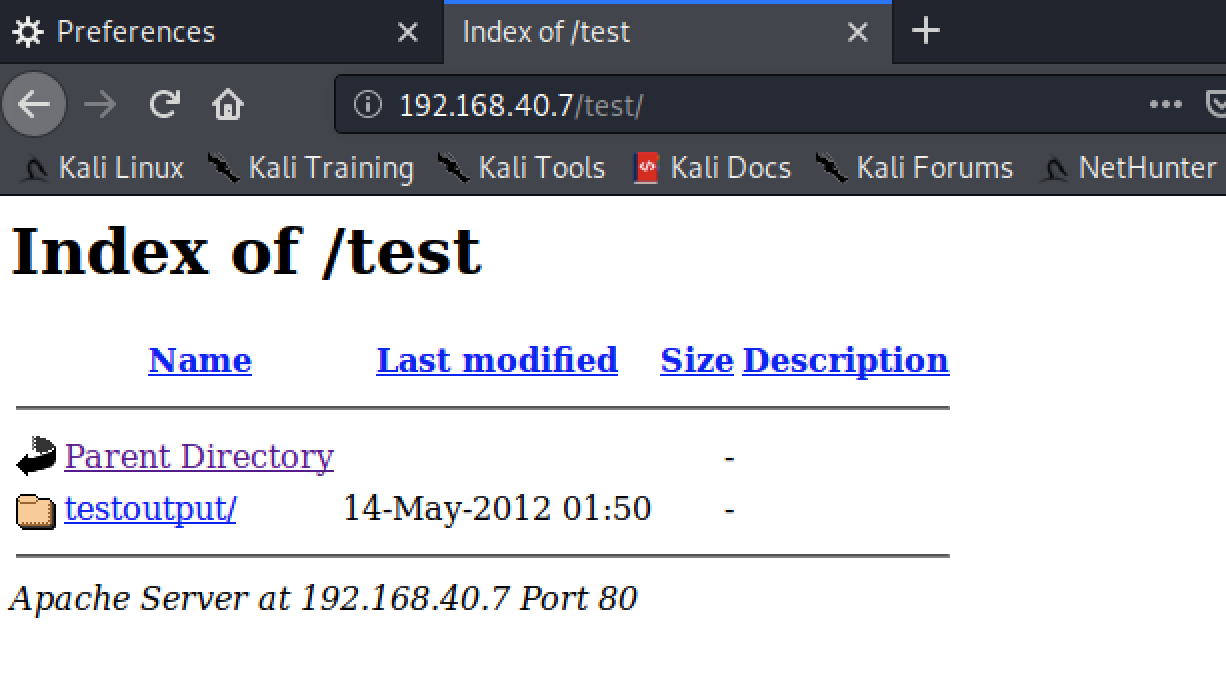 Preferences Index of /test
192.168.40.7/test/
Kali Linux Kali Training Kali Tools Kali Docs Kali Forums NetHunter
Index of /test
Name Last modified Size Description
Parent Directory -
testoutput/ 14-May-2012 01:50 -
Apache Server at 192.168.40.7 Port 80